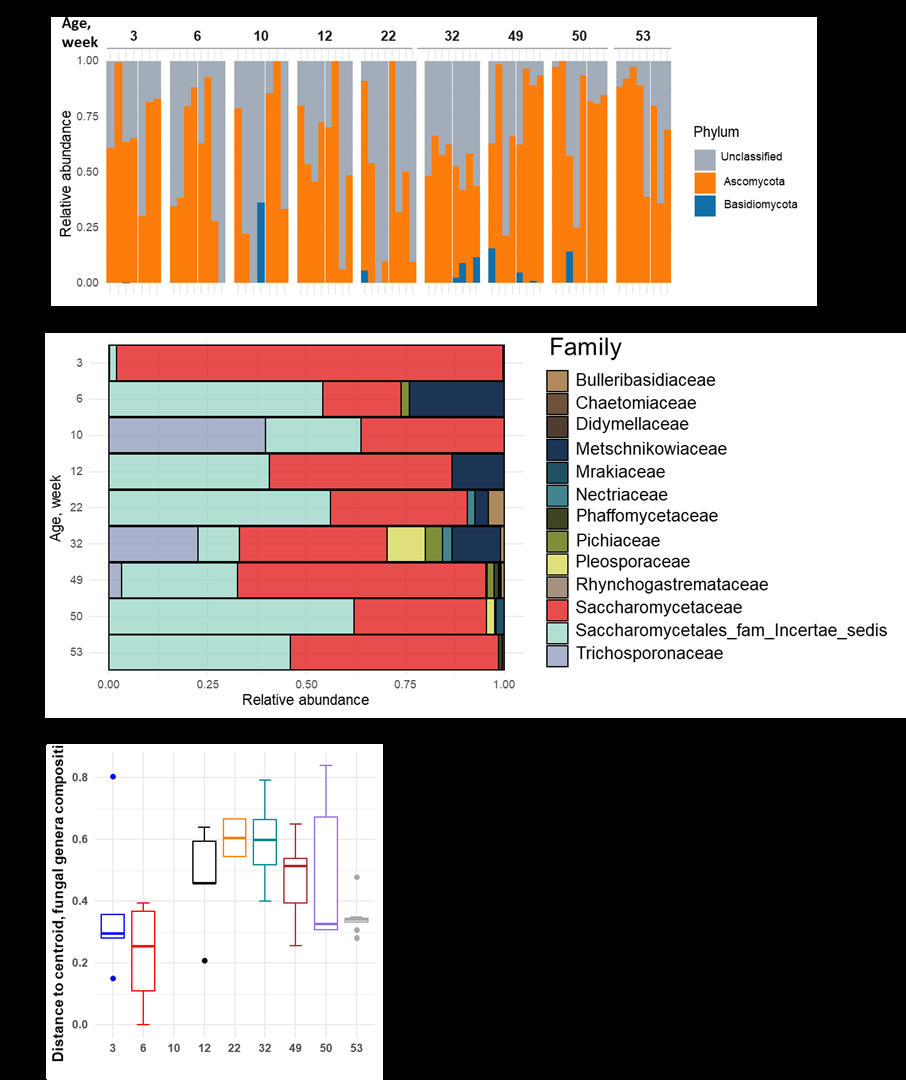 Age,
week
3 6 10 12 22 32 49 50 53
1.00
0.75
0.50
0.25
0.00
Relative abundance
Phylum
Unclassified
Ascomycota
Basidiomycota
3
6
10
12
22
32
49
50
53
Age, week
0.00 0.25 0.50 0.75 1.00
Relative abundance
Family
Bulleribasidiaceae
Chaetomiaceae
Didymellaceae
Metschnikowiaceae
Mrakiaceae
Nectriaceae
Phaffomycetaceae
Pichiaceae
Pleosporaceae
Rhynchogastremataceae
Saccharomycetaceae
Saccharomycetales_fam_Incertae_sedis
Trichosporonaceae
Distance to centroid, fungal genera compositi
0.8
0.6
0.4
0.2
0.0
3 6 10 12 22 32 49 50 53